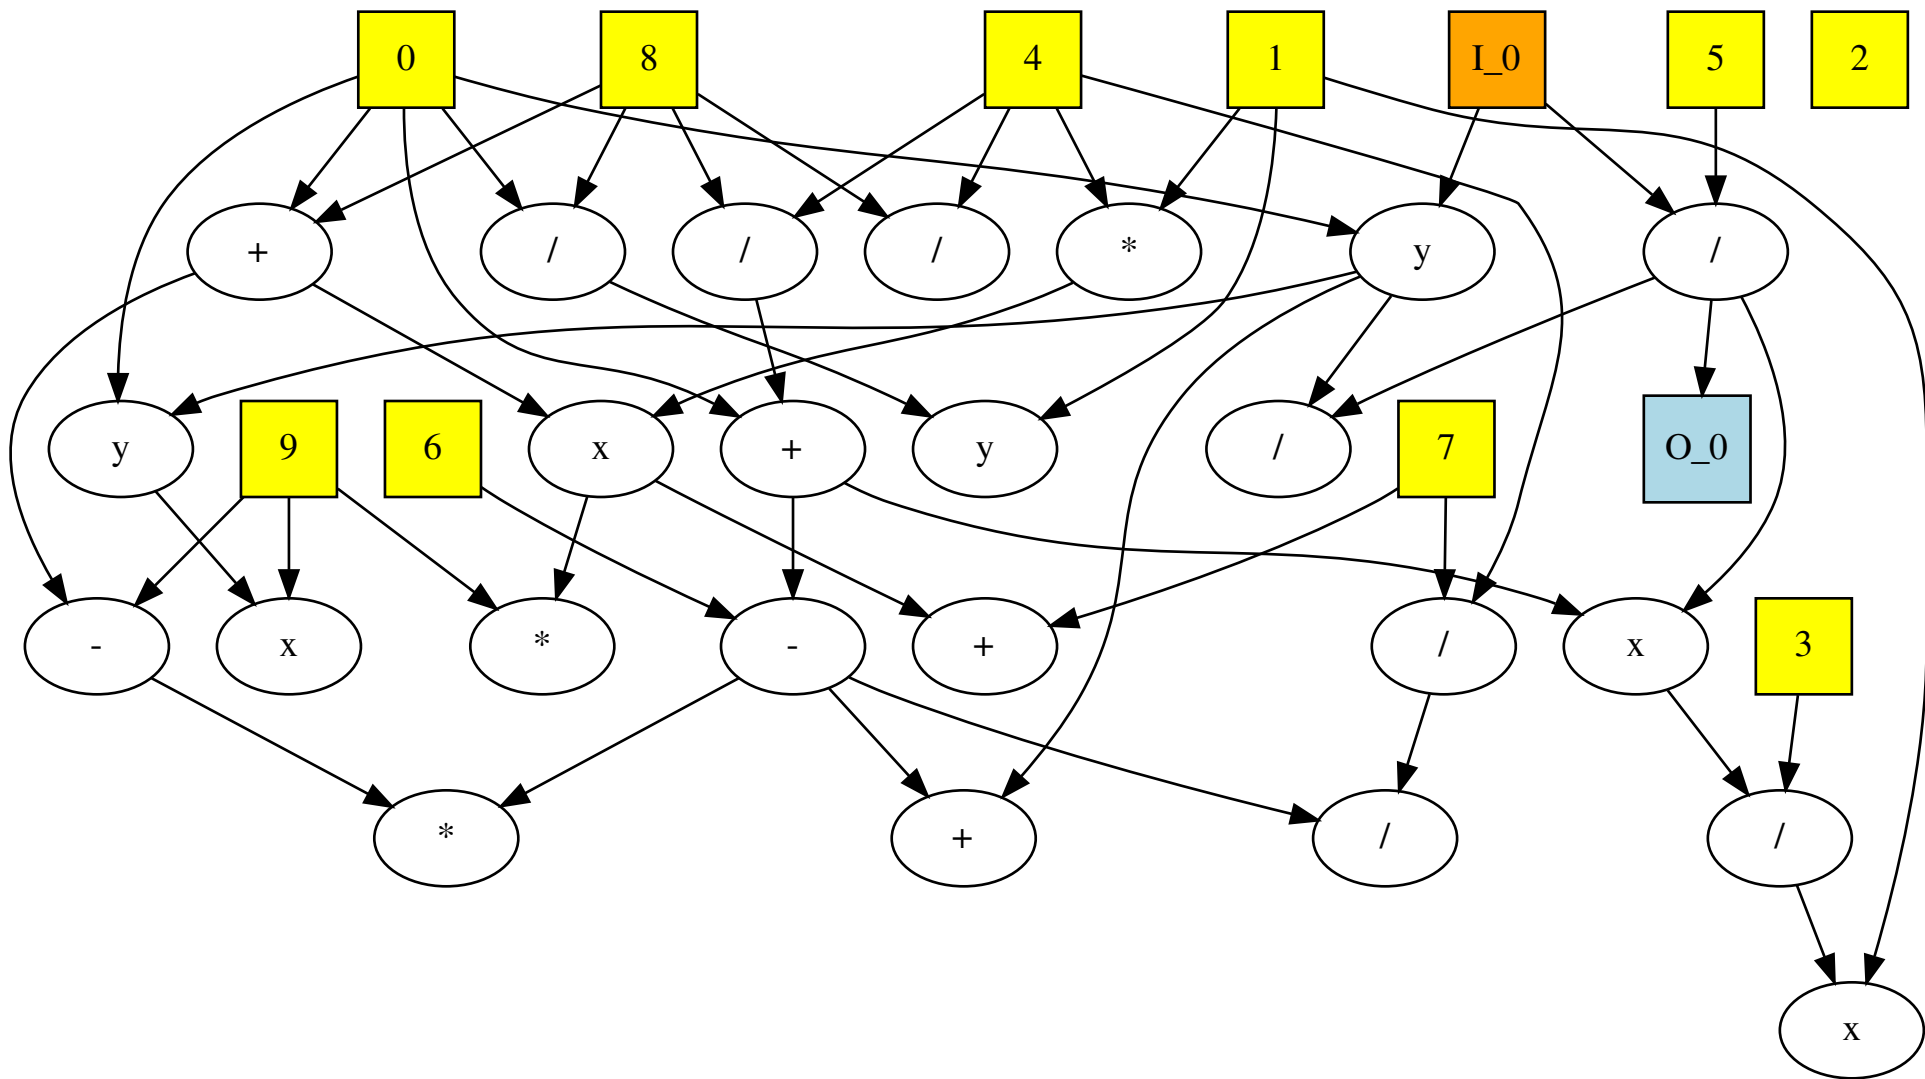 0 8 4 1 I_0 5 2
+ / / / * y /
y 9 6 x + y / 7 O_0
- x * - + / x 3
* + / /
x